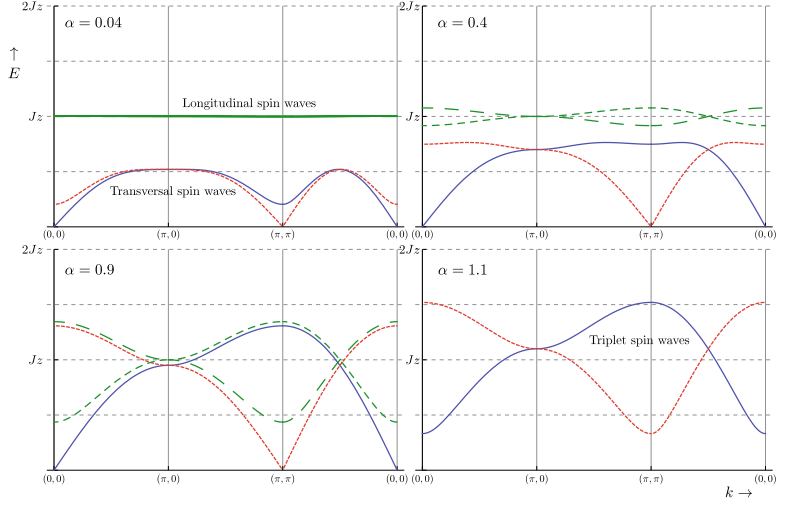 2Jz
α = 0.04
↑
E
Longitudinal spin waves
Jz
Transversal spin waves
(0, 0)
(π, 0)
(π, π)
(0, 0)
2Jz
α = 0.4
Jz
(0, 0)
(π, 0)
(π, π)
(0, 0)
2Jz
α = 0.9
Jz
(0, 0)
(π, 0)
(π, π)
(0, 0)
2Jz
α = 1.1
Triplet spin waves
Jz
(0, 0)
(π, 0)
(π, π)
(0, 0)
k →